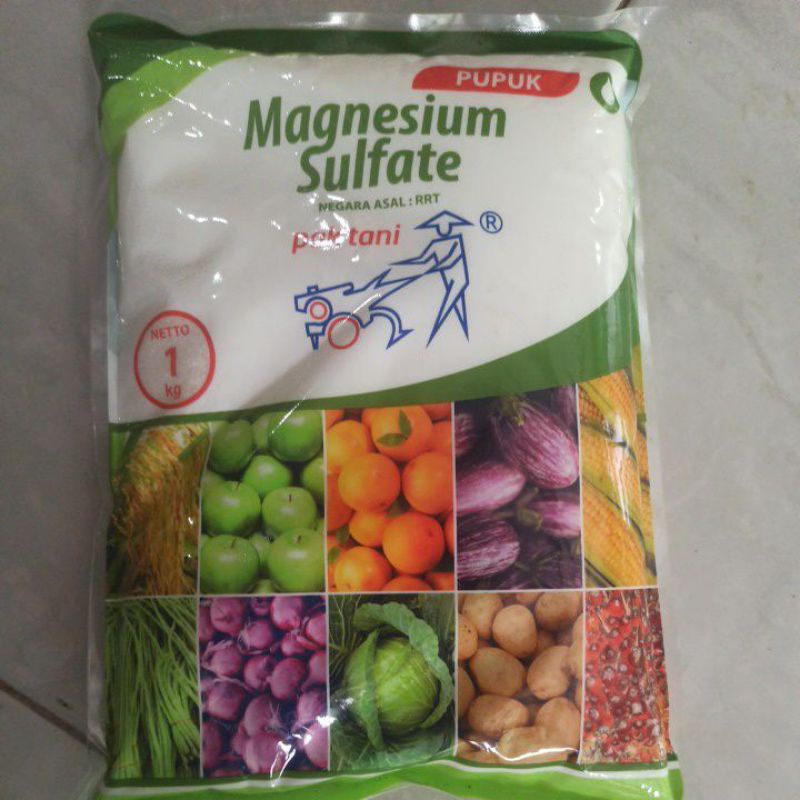 PUPUK
Magnesium
Sulfate
NEGARA ASAL : RRT
pak tani
®
NETTO
1
kg